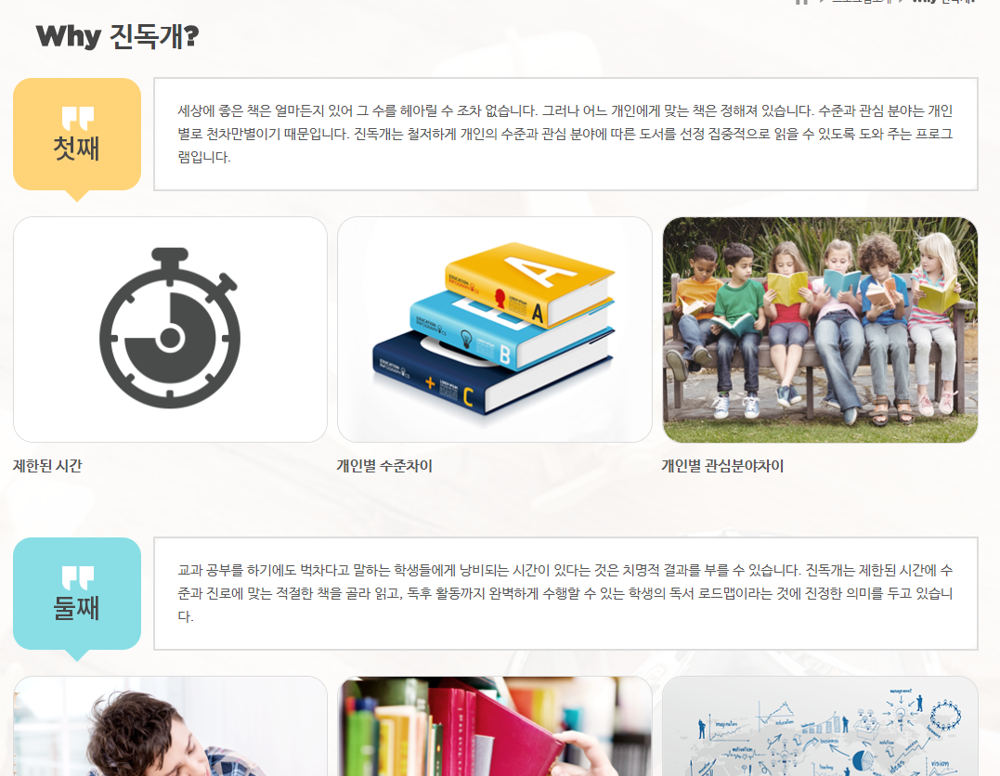 Why 진독개?
첫째
세상에 좋은 책은 얼마든지 있어 그 수를 헤아릴 수 조차 없습니다. 그러나 어느 개인에게 맞는 책은 정해져 있습니다. 수준과 관심 분야는 개인
별로 천차만별이기 때문입니다. 진독개는 철저하게 개인의 수준과 관심 분야에 따른 도서를 선정 집중적으로 읽을 수 있도록 도와 주는 프로그
램입니다.
A
EDUCATION
A
B
C
제한된 시간
개인별 수준차이
개인별 관심분야차이
둘째
교과 공부를 하기에도 벅차다고 말하는 학생들에게 낭비되는 시간이 있다는 것은 치명적 결과를 부를 수 있습니다. 진독개는 제한된 시간에 수
준과 진로에 맞는 적절한 책을 골라 읽고, 독후 활동까지 완벽하게 수행할 수 있는 학생의 독서 로드맵이라는 것에 진정한 의미를 두고 있습니
다.
management
imagination
education
motivation
vision